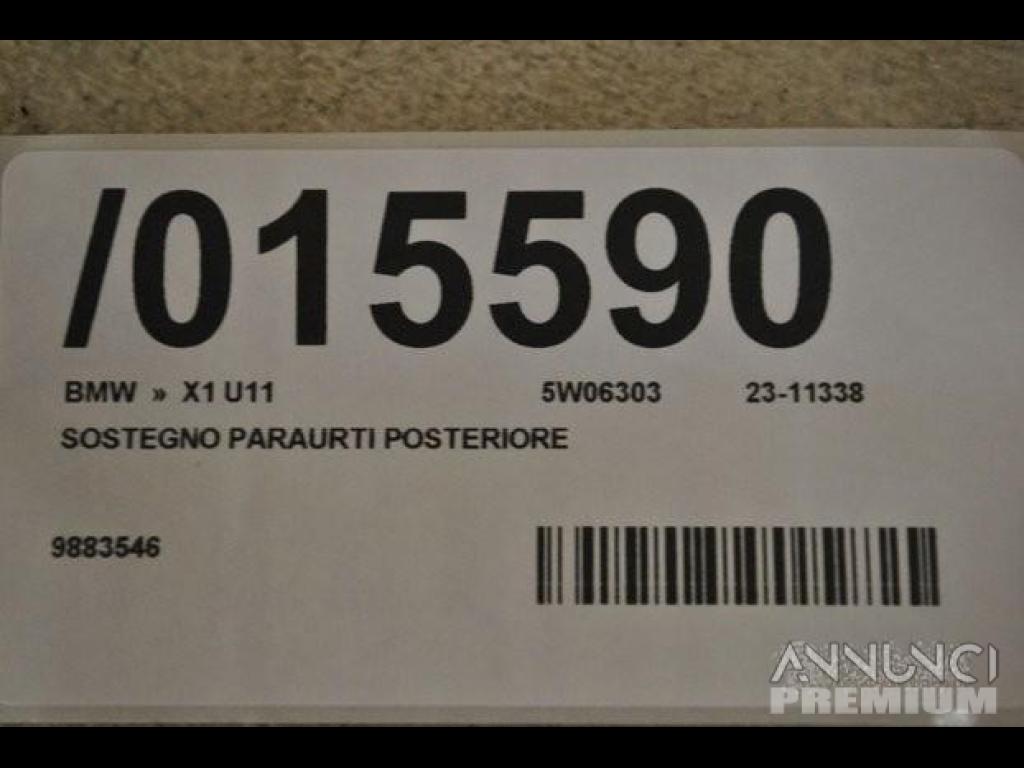 /015590
BMW » X1 U11 5W06303 23-11338
SOSTEGNO PARAURTI POSTERIORE
9883546
ANNUNCI
PREMIUM